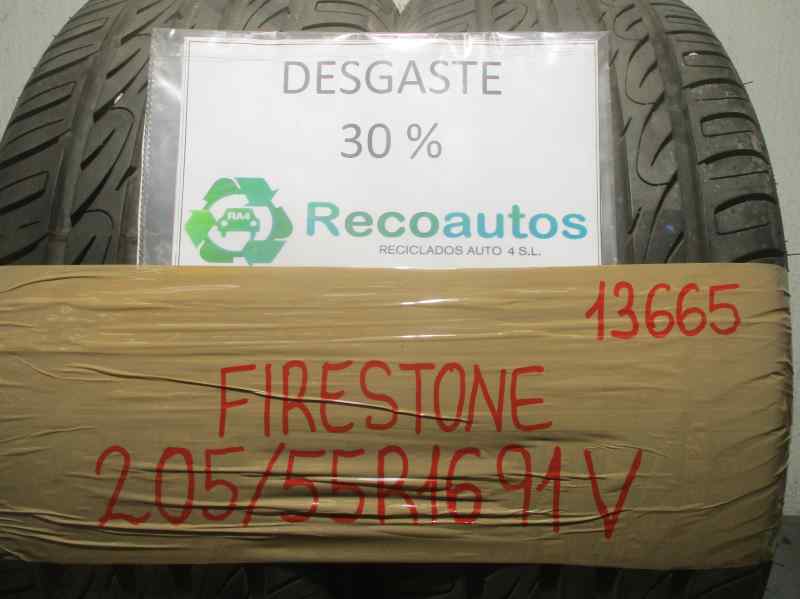 DESGASTE
30 %
RA4
Recoautos
RECICLADOS AUTO 4 S.L.
13665
FIRESTONE
205/55R16 91V